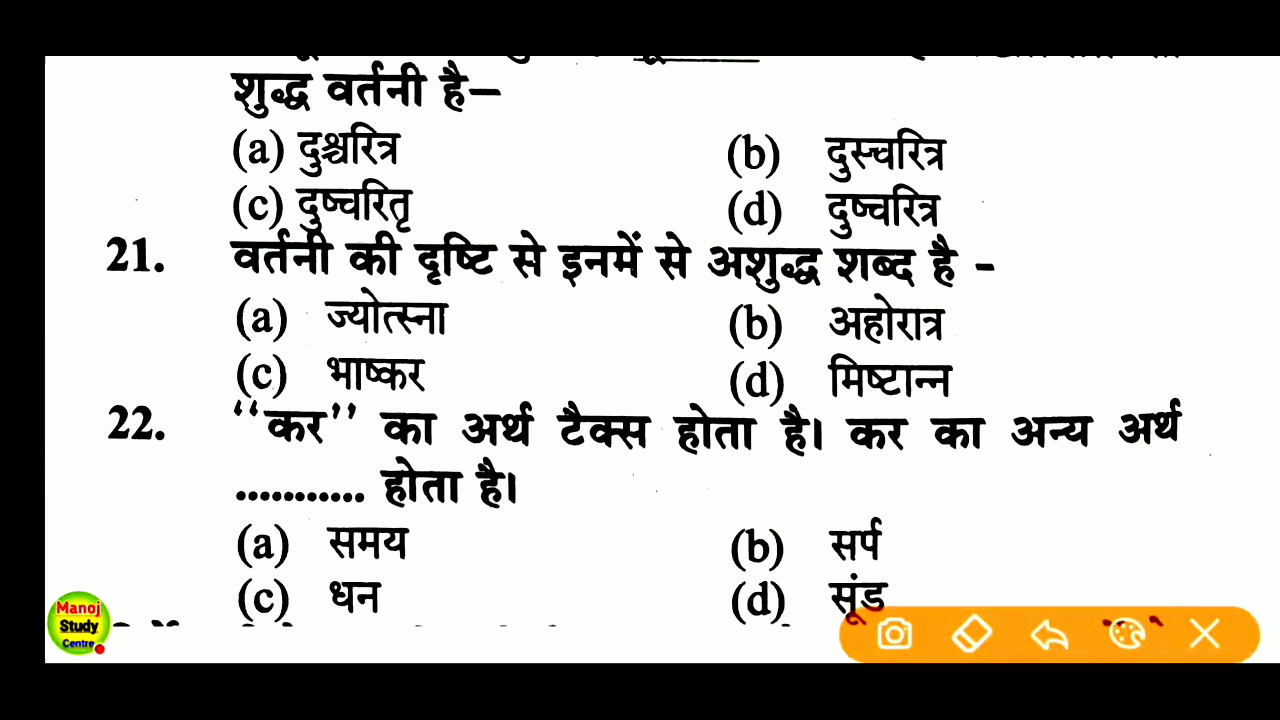 शुद्ध वर्तनी है–
(a) दुश्चरित्र (b) दुस्चरित्र
(c) दुष्चरितृ (d) दुष्चरित्र
21. वर्तनी की दृष्टि से इनमें से अशुद्ध शब्द है -
(a) ज्योत्स्ना (b) अहोरात्र
(c) भाष्कर (d) मिष्टान्न
22. ‘‘कर’’ का अर्थ टैक्स होता है। कर का अन्य अर्थ
........... होता है।
(a) समय (b) सर्प
(c) धन (d) सूंड
Manoj
Study
Centre